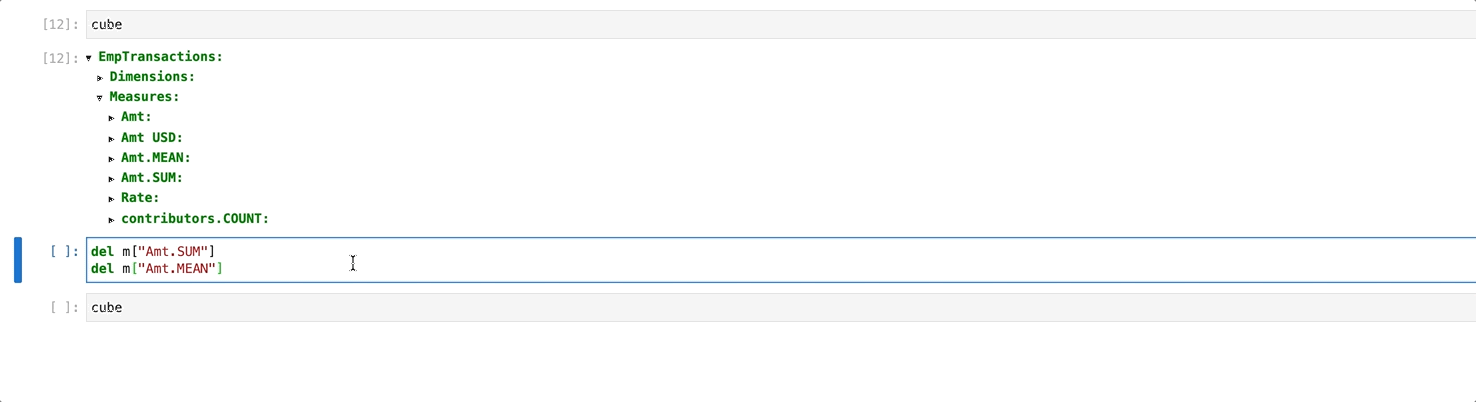 [12]: cube
[12]: EmpTransactions:
Dimensions:
Measures:
Amt:
Amt USD:
Amt.MEAN:
Amt.SUM:
Rate:
contributors.COUNT:
[ ]: del m["Amt.SUM"]
del m["Amt.MEAN"]
[ ]: cube